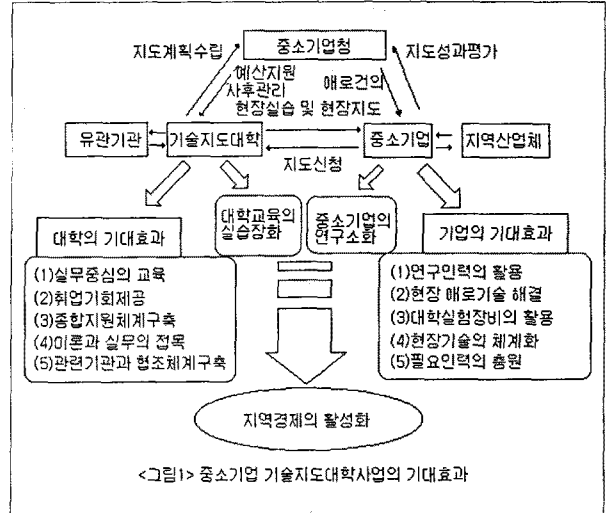 중소기업청
지도계획수립
지도성과평가
예산지원
사후관리
애로건의
현장실습 및 현장지도
유관기관
기술지도대학
중소기업
지역산업체
지도신청
대학교육의
실습장화
중소기업의
연구소화
대학의 기대효과
(1)실무중심의 교육
(2)취업기회제공
(3)종합지원체계구축
(4)이론과 실무의 접목
(5)관련기관과 협조체계구축
기업의 기대효과
(1)연구인력의 활용
(2)현장 애로기술 해결
(3)대학실험장비의 활용
(4)현장기술의 체계화
(5)필요인력의 충원
지역경제의 활성화
<그림1> 중소기업 기술지도대학사업의 기대효과